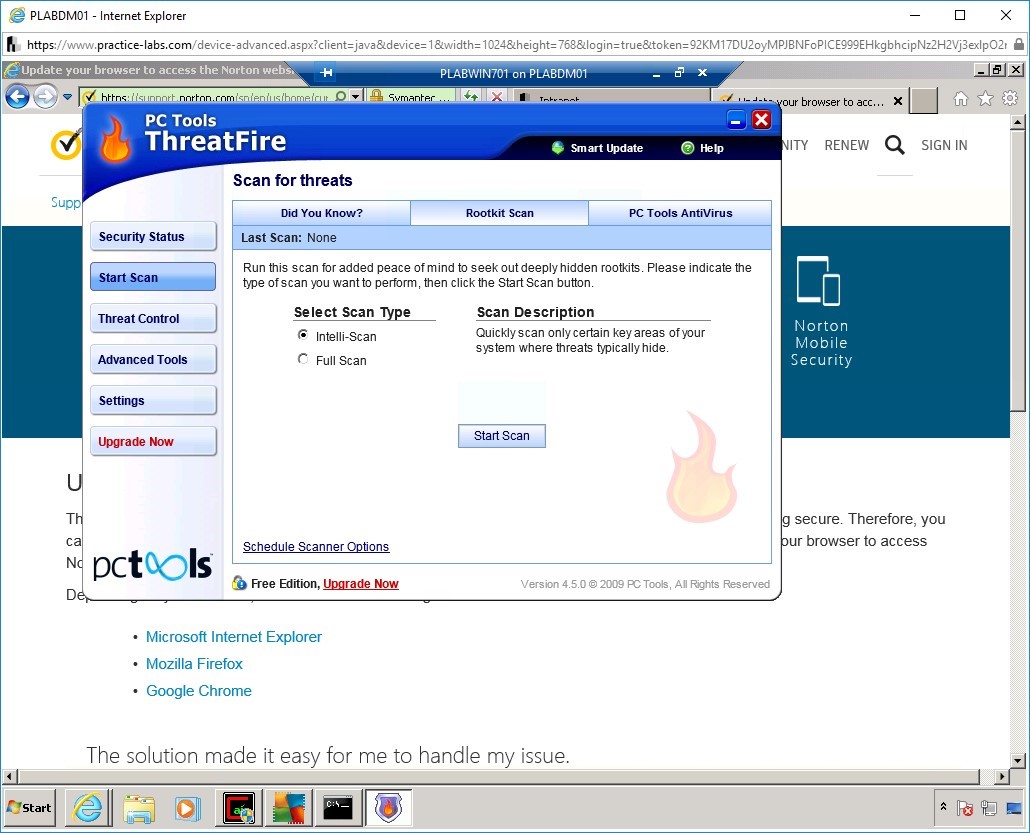 PLABDM01 - Internet Explorer
https://www.practice-labs.com/device-advanced.aspx?client=java&device=1&width=1024&height=768&login=true&token=92KM17DU2oyMPJBNFoPICE999EHkgbhcipNz2H2Vj3exIpO2r
Update your browser to access the Norton websi
PLABWIN701 on PLABDM01
https://support.norton.com/sp/en/us/home/cur
Symantec ...
Intranet
Update your browser to acc...
PC Tools
ThreatFire
Smart Update
Help
NITY
RENEW
SIGN IN
Supp
Scan for threats
Did You Know?
Rootkit Scan
PC Tools AntiVirus
Last Scan: None
Security Status
Start Scan
Threat Control
Advanced Tools
Settings
Upgrade Now
Run this scan for added peace of mind to seek out deeply hidden rootkits. Please indicate the
type of scan you want to perform, then click the Start Scan button.
Select Scan Type
Intelli-Scan
Full Scan
Scan Description
Quickly scan only certain key areas of your
system where threats typically hide.
Start Scan
Norton
Mobile
Security
Schedule Scanner Options
pctools
Free Edition, Upgrade Now
Version 4.5.0 © 2009 PC Tools, All Rights Reserved
U
Th
g secure. Therefore, you
ca
our browser to access
No
Microsoft Internet Explorer
Mozilla Firefox
Google Chrome
The solution made it easy for me to handle my issue.
Start
C:\